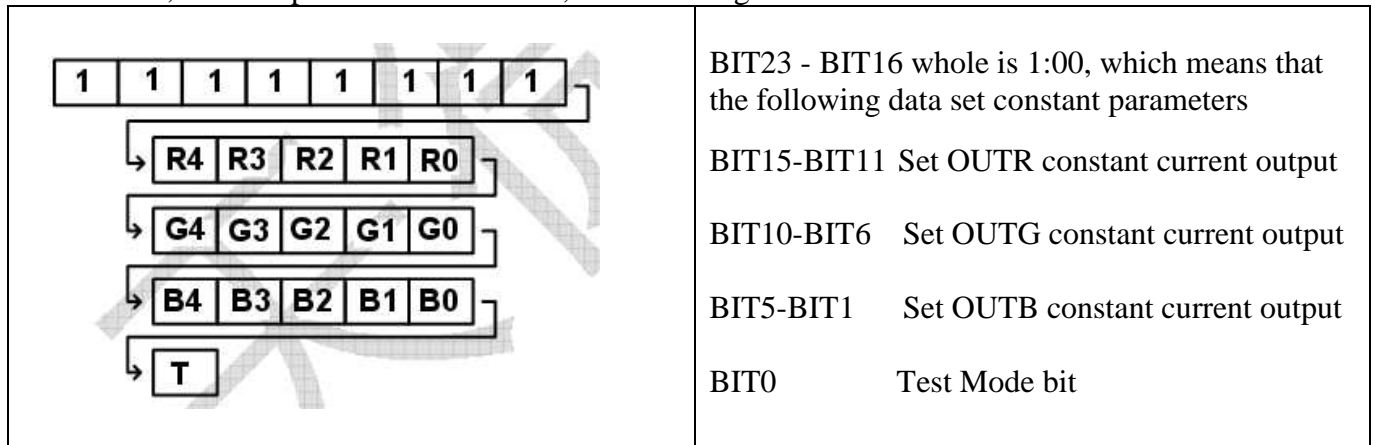 1 1 1 1 1 1 1 1
R4 R3 R2 R1 R0
G4 G3 G2 G1 G0
B4 B3 B2 B1 B0
T
BIT23 - BIT16 whole is 1:00, which means that
the following data set constant parameters
BIT15-BIT11 Set OUTR constant current output
BIT10-BIT6 Set OUTG constant current output
BIT5-BIT1 Set OUTB constant current output
BIT0 Test Mode bit